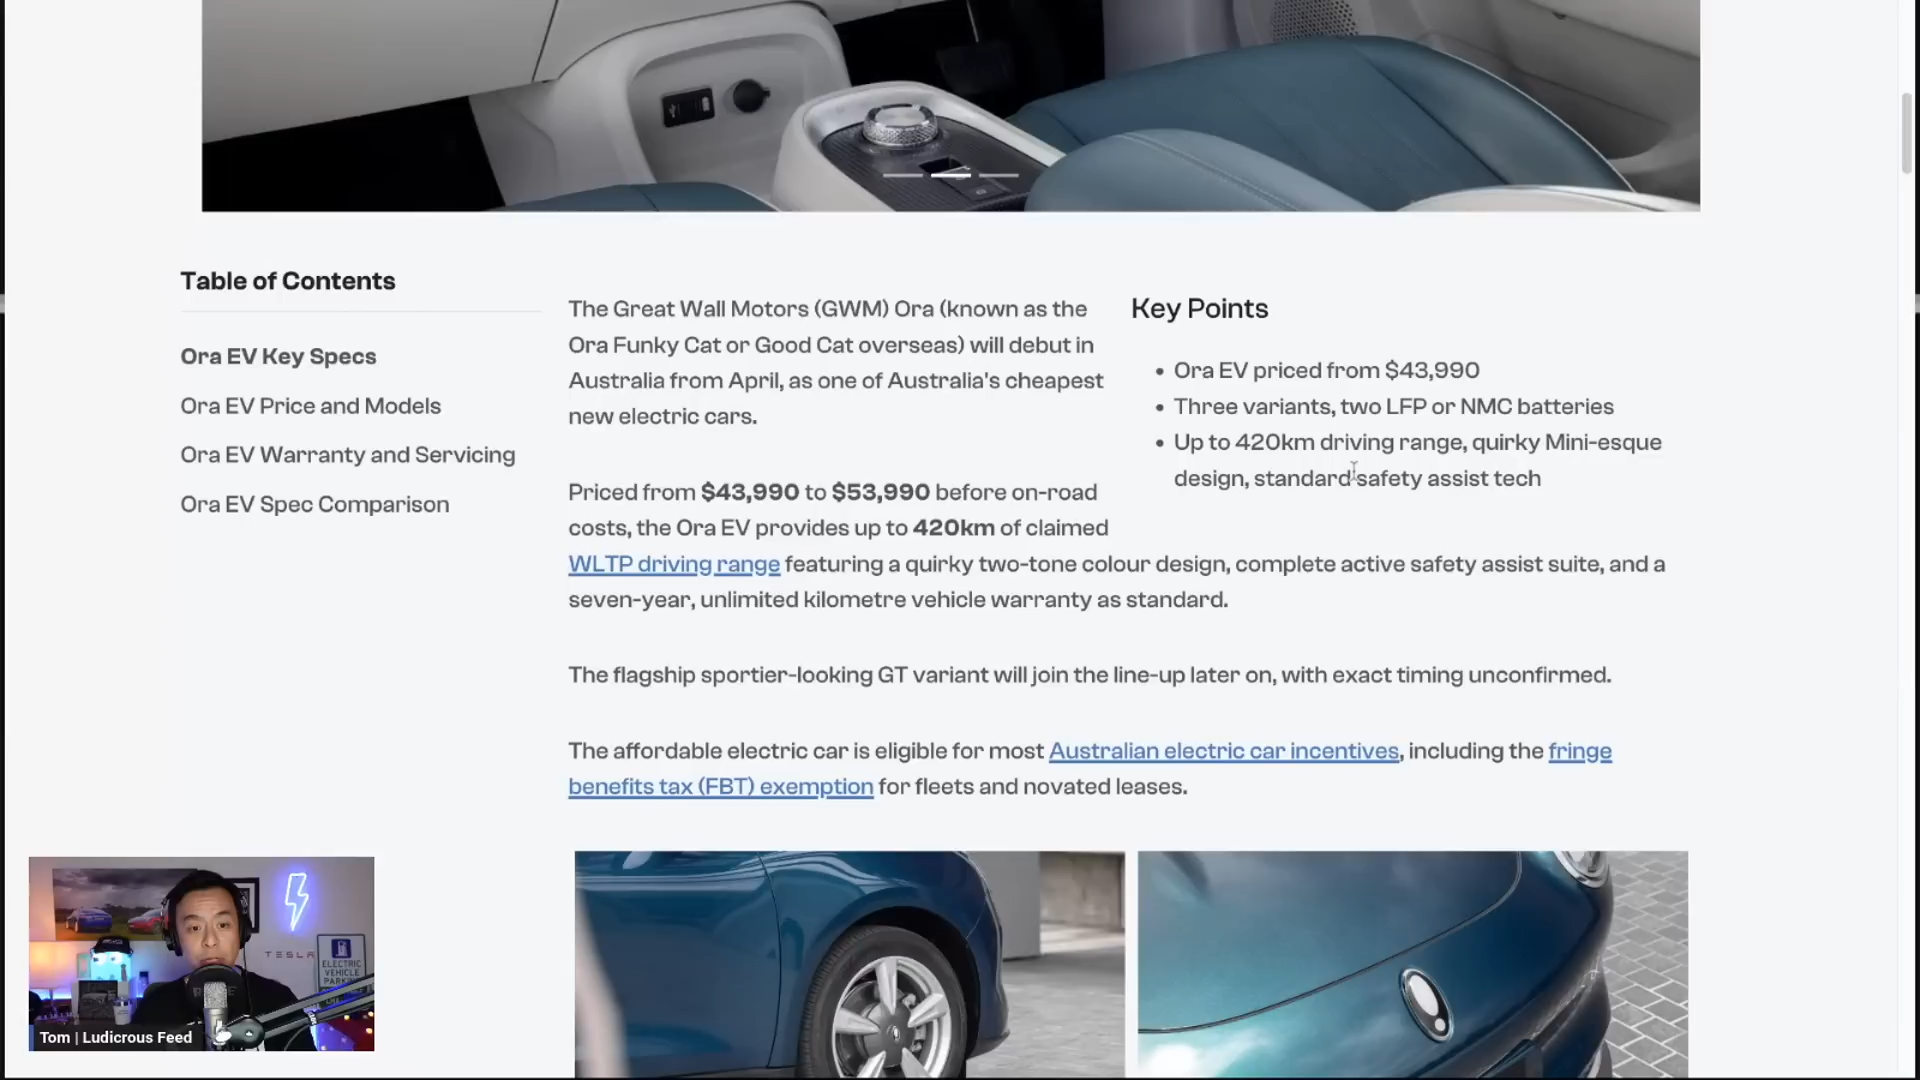 Table of Contents
Ora EV Key Specs
Ora EV Price and Models
Ora EV Warranty and Servicing
Ora EV Spec Comparison
The Great Wall Motors (GWM) Ora (known as the
Ora Funky Cat or Good Cat overseas) will debut in
Australia from April, as one of Australia's cheapest
new electric cars.
Priced from $43,990 to $53,990 before on-road
costs, the Ora EV provides up to 420km of claimed
WLTP driving range featuring a quirky two-tone colour design, complete active safety assist suite, and a
seven-year, unlimited kilometre vehicle warranty as standard.
The flagship sportier-looking GT variant will join the line-up later on, with exact timing unconfirmed.
The affordable electric car is eligible for most Australian electric car incentives, including the fringe
benefits tax (FBT) exemption for fleets and novated leases.
Key Points
• Ora EV priced from $43,990
• Three variants, two LFP or NMC batteries
• Up to 420km driving range, quirky Mini-esque
design, standard safety assist tech
TESLA
ELECTRIC
VEHICLE
PARKING
Tom | Ludicrous Feed